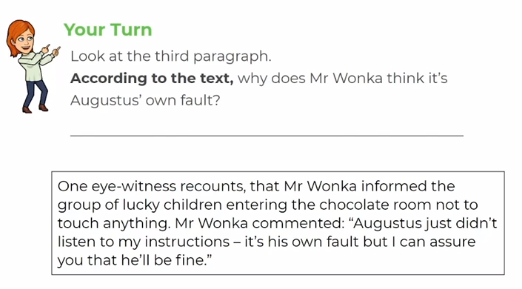 Your Turn
Look at the third paragraph.
According to the text, why does Mr Wonka think it's
Augustus' own fault?
One eye-witness recounts, that Mr Wonka informed the
group of lucky children entering the chocolate room not to
touch anything. Mr Wonka commented: “Augustus just didn't
listen to my instructions – it's his own fault but I can assure
you that he'll be fine.”